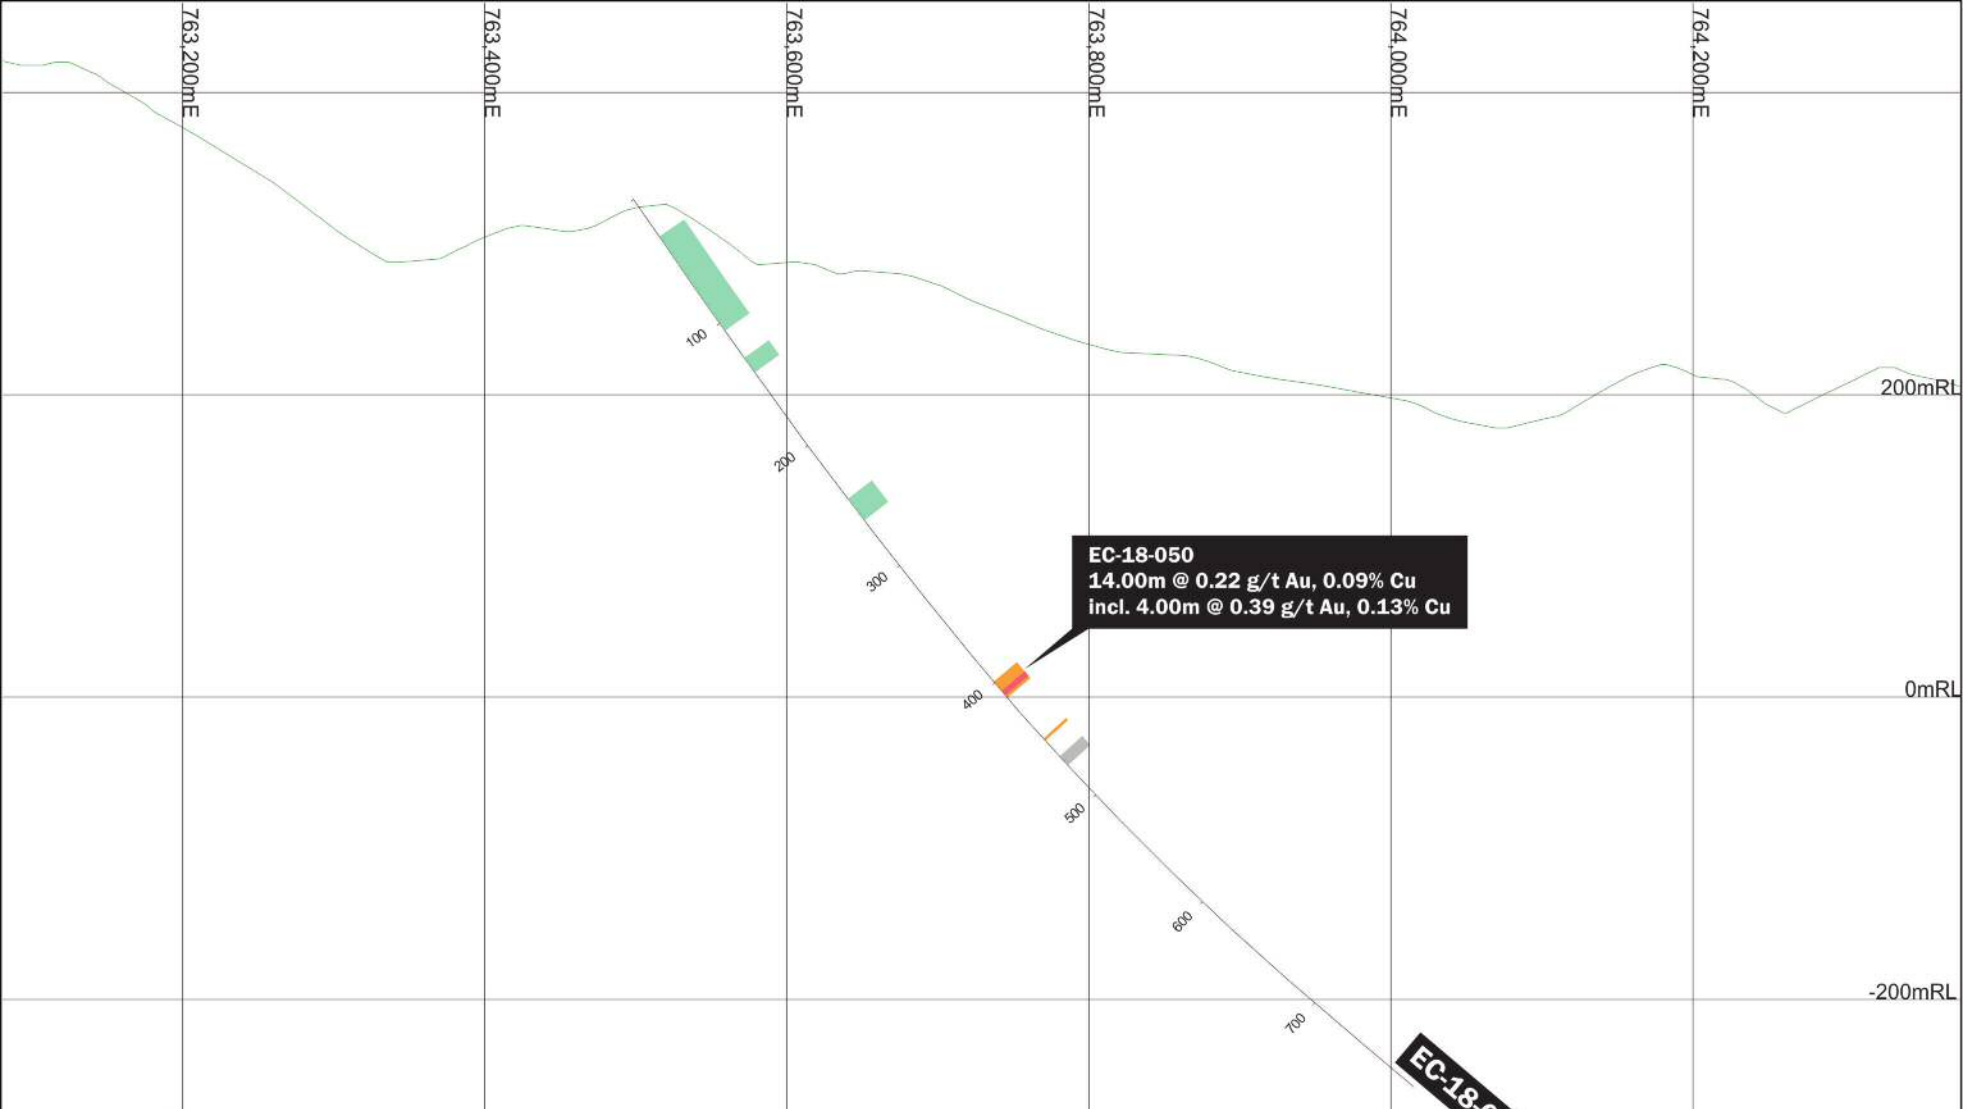 763,200mE
763,400mE
763,600mE
763,800mE
764,000mE
764,200mE
200mRL
0mRL
-200mRL
100
200
300
400
500
600
700
EC-18-050
14.00m @ 0.22 g/t Au, 0.09% Cu
incl. 4.00m @ 0.39 g/t Au, 0.13% Cu